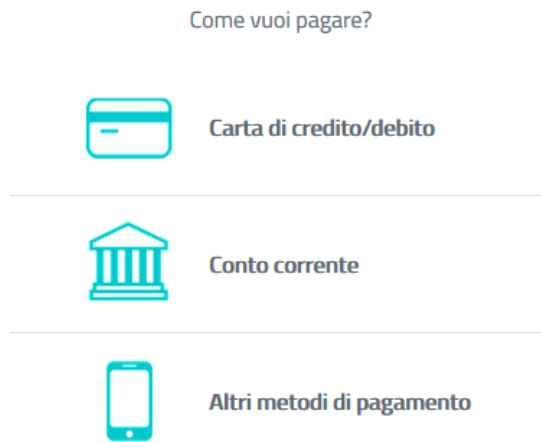 Come vuoi pagare?
Carta di credito/debito
Conto corrente
Altri metodi di pagamento